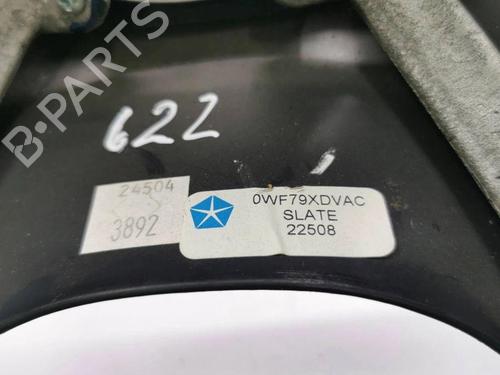 622
24504
3892
0WF79XDVAC
SLATE
22508
B-PARTS